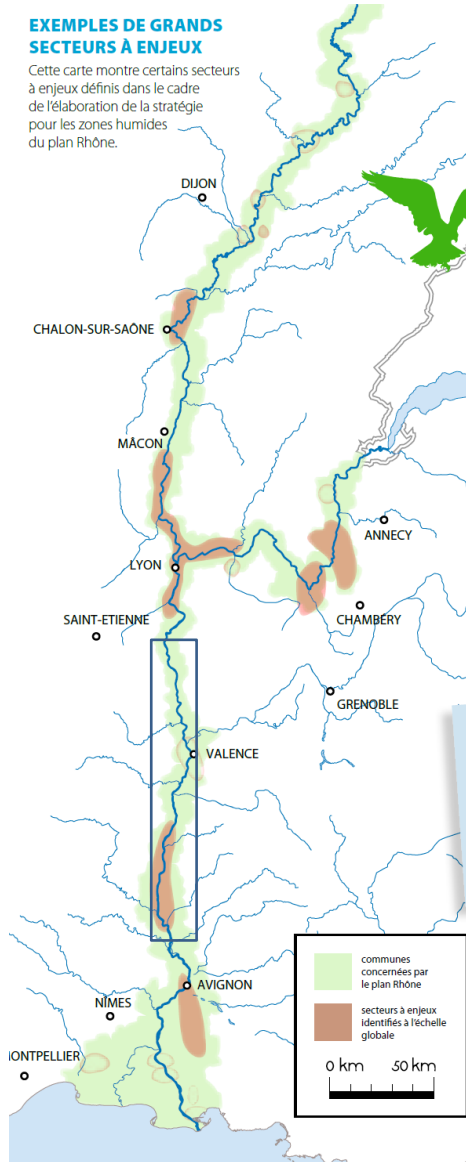 EXEMPLES DE GRANDS
SECTEURS À ENJEUX
Cette carte montre certains secteurs
à enjeux définis dans le cadre
de l'élaboration de la stratégie
pour les zones humides
du plan Rhône.
DIJON
CHALON-SUR-SAÔNE
MÂCON
ANNECY
LYON
SAINT-ETIENNE
CHAMBÉRY
GRENOBLE
VALENCE
communes
concernées par
le plan Rhône
AVIGNON
NÎMES
secteurs à enjeux
identifiés à l'échelle
globale
MONTPELLIER
0 km 50 km